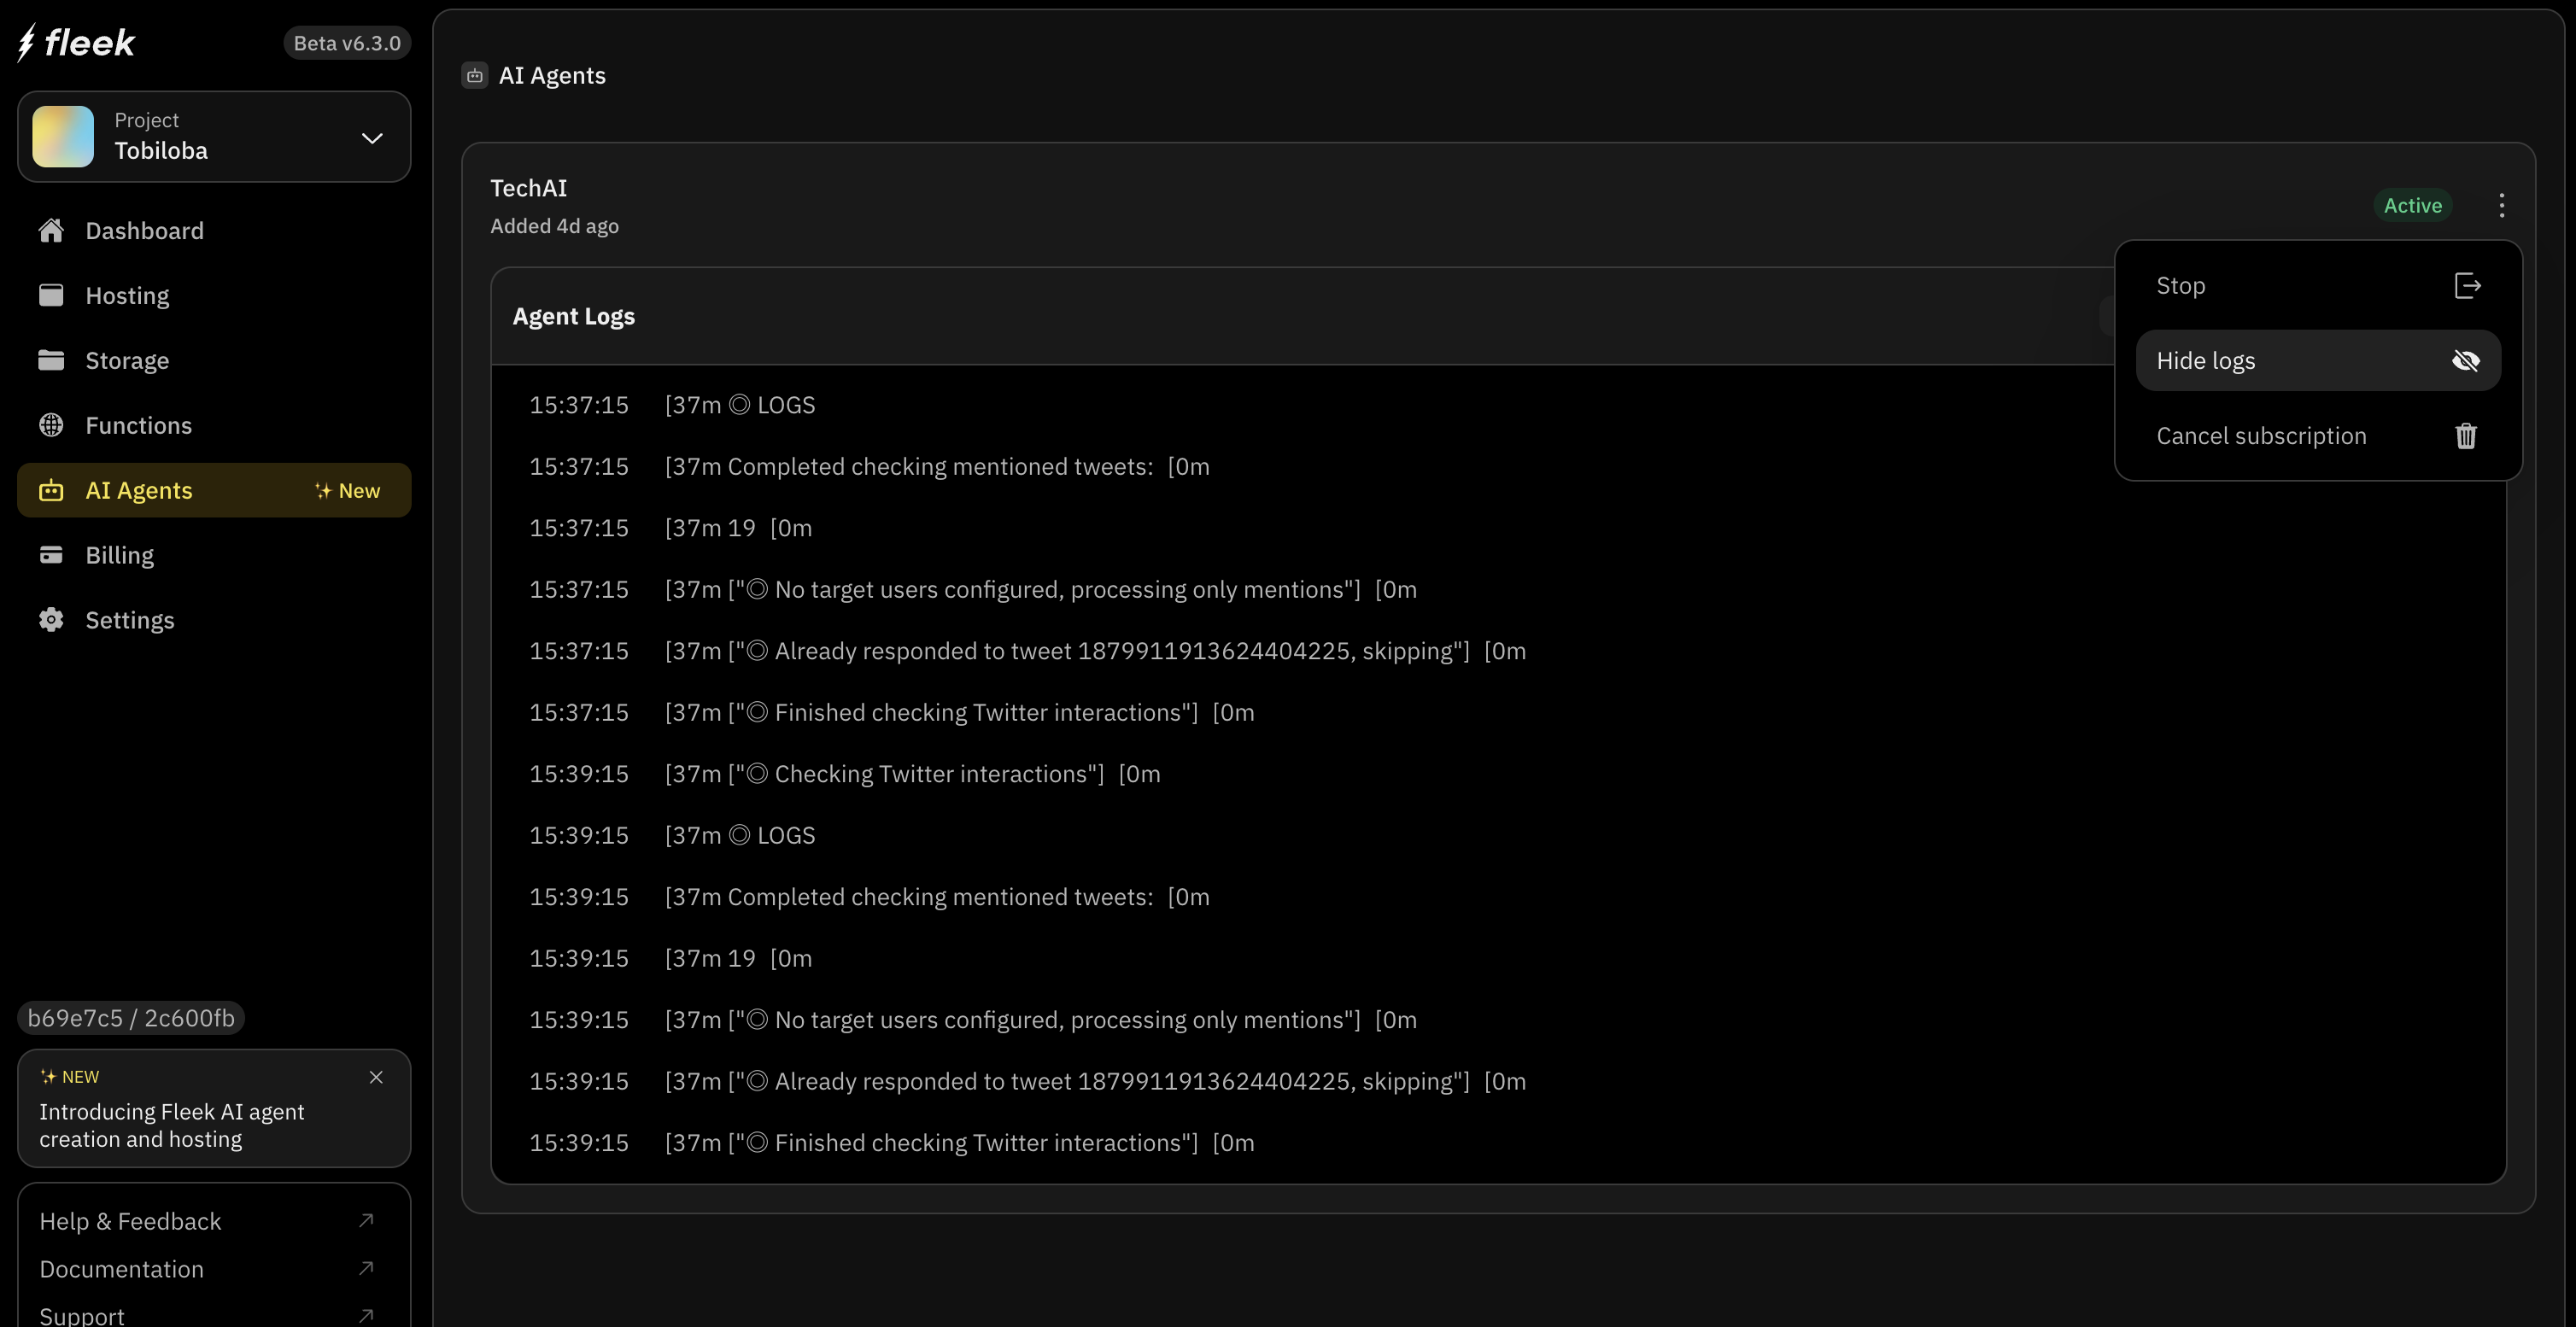 fleek
Beta v6.3.0
Project
Tobiloba
Dashboard
Hosting
Storage
Functions
AI Agents
✨ New
Billing
Settings
b69e7c5 / 2c600fb
✨ NEW
Introducing Fleek AI agent
creation and hosting
Help & Feedback
Documentation
Support
AI Agents
TechAI
Added 4d ago
Active
Stop
Hide logs
Cancel subscription
Agent Logs
15:37:15 [37m ◎ LOGS
15:37:15 [37m Completed checking mentioned tweets: [0m
15:37:15 [37m 19 [0m
15:37:15 [37m ["◎ No target users configured, processing only mentions"] [0m
15:37:15 [37m ["◎ Already responded to tweet 1879911913624404225, skipping"] [0m
15:37:15 [37m ["◎ Finished checking Twitter interactions"] [0m
15:39:15 [37m ["◎ Checking Twitter interactions"] [0m
15:39:15 [37m ◎ LOGS
15:39:15 [37m Completed checking mentioned tweets: [0m
15:39:15 [37m 19 [0m
15:39:15 [37m ["◎ No target users configured, processing only mentions"] [0m
15:39:15 [37m ["◎ Already responded to tweet 1879911913624404225, skipping"] [0m
15:39:15 [37m ["◎ Finished checking Twitter interactions"] [0m